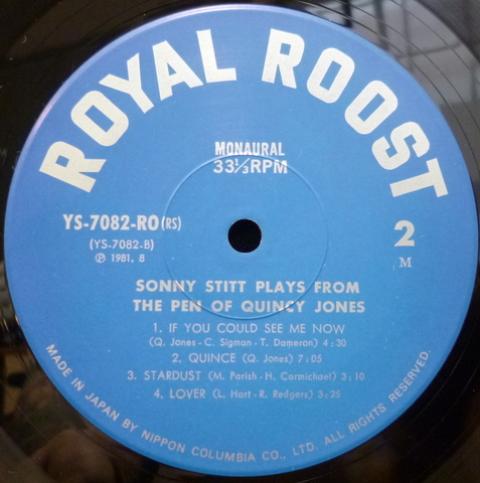 ROYAL ROOST
MONAURAL
33⅓RPM
YS-7082-RO(RS)
(YS-7082-B)
Ⓟ 1981. 8
2
M
SONNY STITT PLAYS FROM
THE PEN OF QUINCY JONES
1. IF YOU COULD SEE ME NOW
(Q. Jones - C. Sigman - T. Dameron) 4:30
2. QUINCE (Q. Jones) 7:05
3. STARDUST (M. Parish - H. Carmichael) 3:10
4. LOVER (L. Hart - R. Redgers) 3:25
MADE IN JAPAN BY NIPPON COLUMBIA CO., LTD. ALL RIGHTS RESERVED.